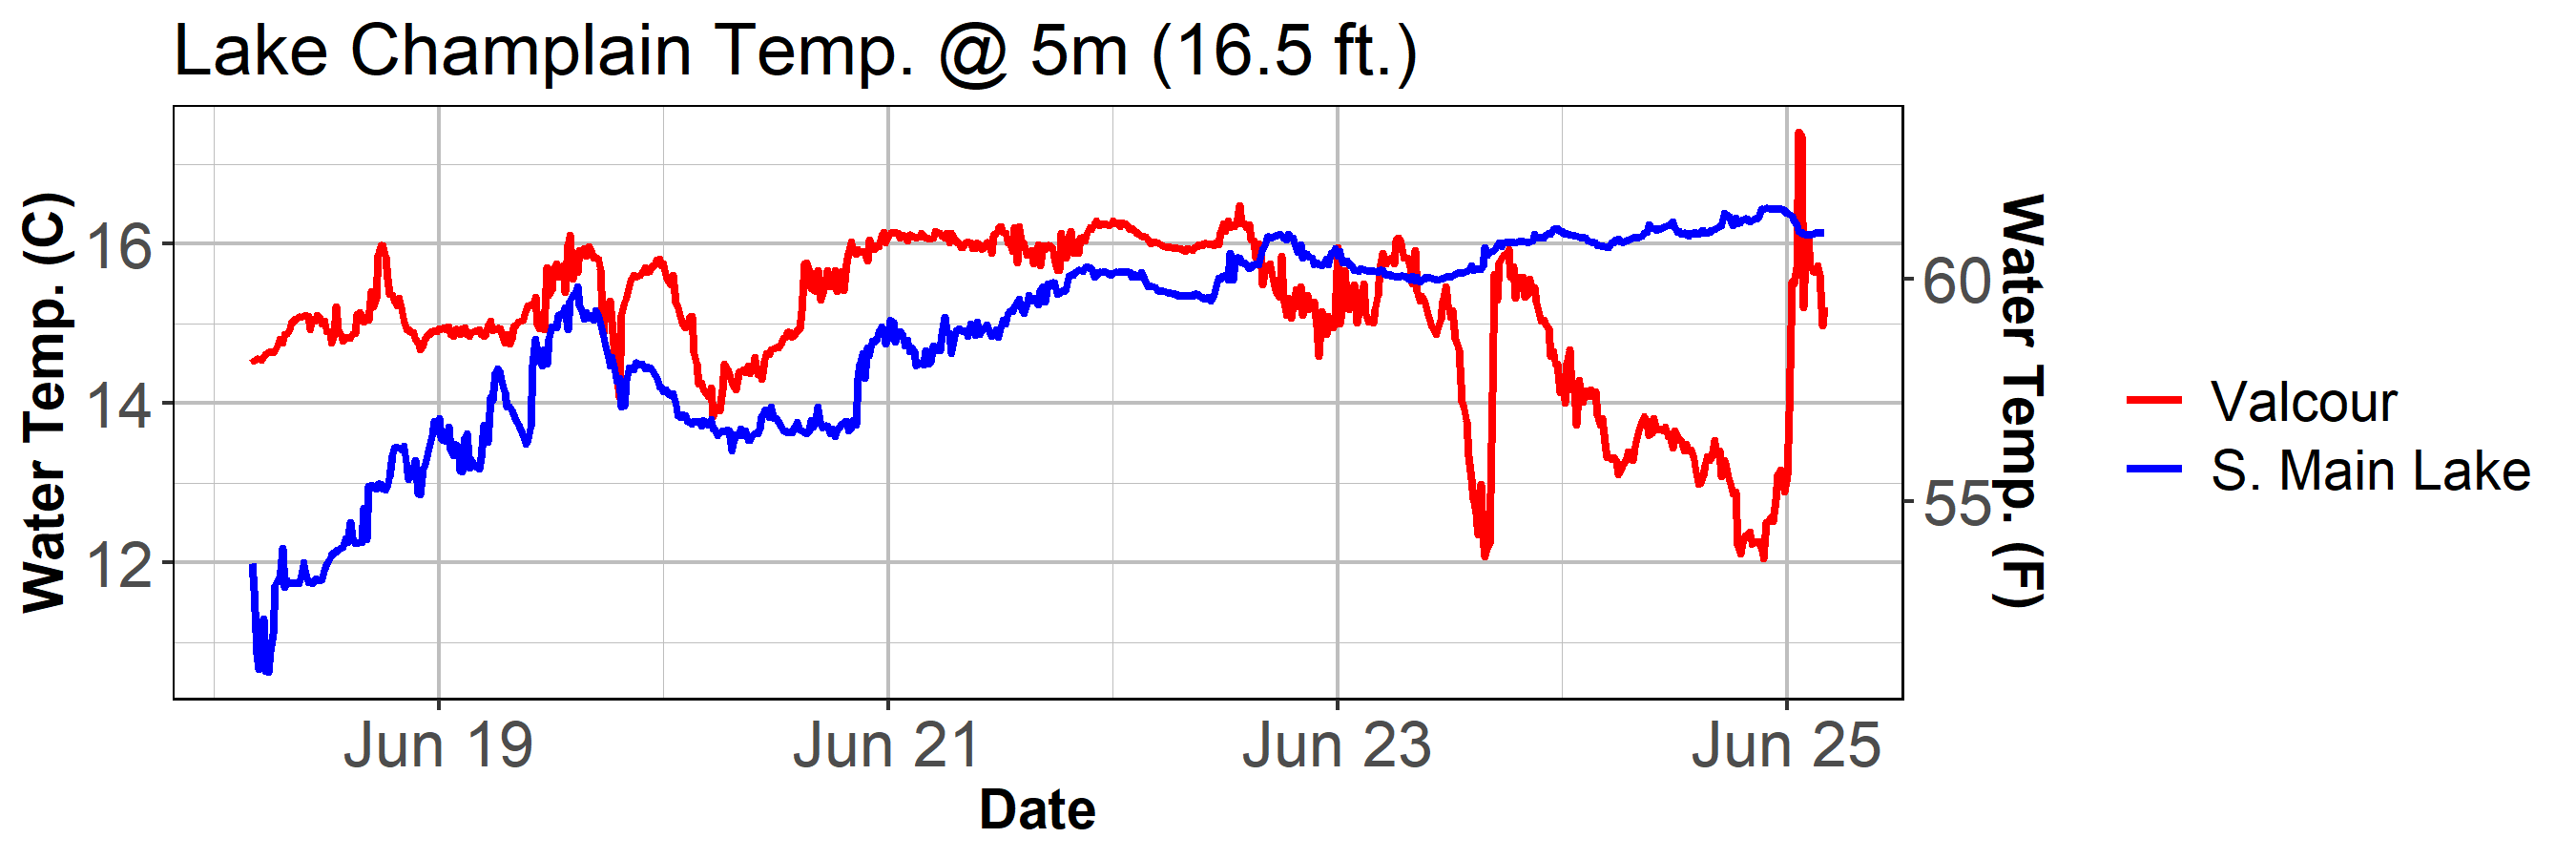 Lake Champlain Temp. @ 5m (16.5 ft.)
Water Temp. (C)
16
14
12
Jun 19
Jun 21
Jun 23
Jun 25
Date
60
55
Water Temp. (F)
Valcour
S. Main Lake